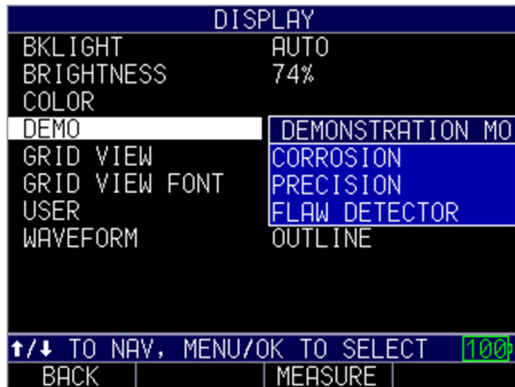 DISPLAY
BKLIGHT AUTO
BRIGHTNESS 74%
COLOR
DEMO DEMONSTRATION MO
GRID VIEW CORROSION
GRID VIEW FONT PRECISION
USER FLAW DETECTOR
WAVEFORM OUTLINE
↑/↓ TO NAV, MENU/OK TO SELECT 100
BACK MEASURE